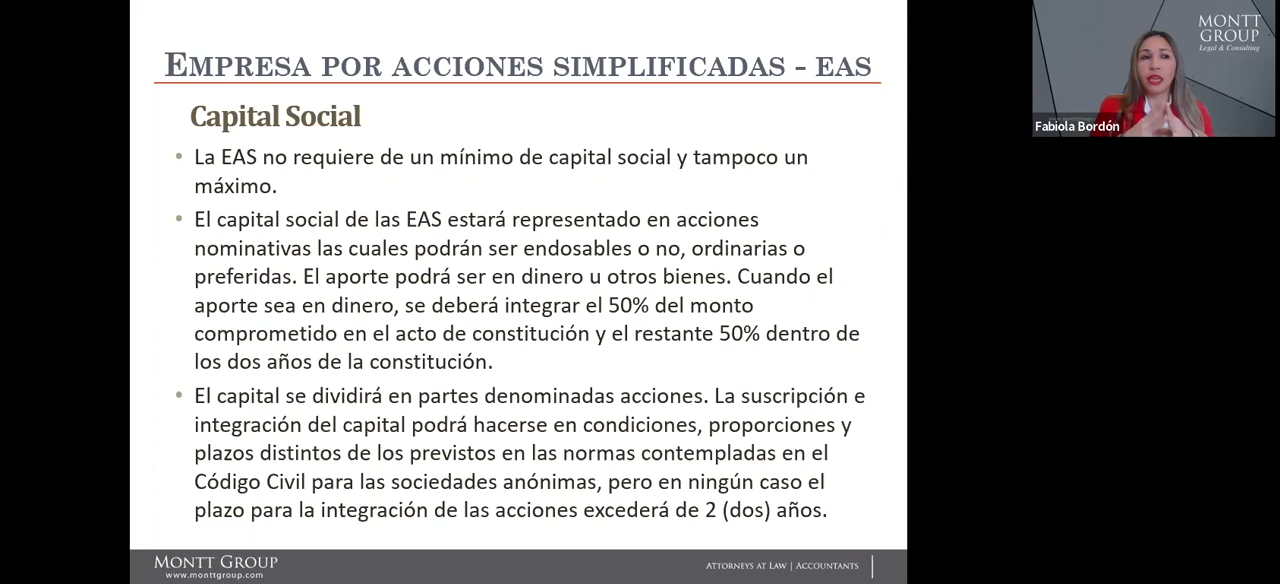 EMPRESA POR ACCIONES SIMPLIFICADAS - EAS
Capital Social
• La EAS no requiere de un mínimo de capital social y tampoco un
máximo.
• El capital social de las EAS estará representado en acciones
nominativas las cuales podrán ser endosables o no, ordinarias o
preferidas. El aporte podrá ser en dinero u otros bienes. Cuando el
aporte sea en dinero, se deberá integrar el 50% del monto
comprometido en el acto de constitución y el restante 50% dentro de
los dos años de la constitución.
• El capital se dividirá en partes denominadas acciones. La suscripción e
integración del capital podrá hacerse en condiciones, proporciones y
plazos distintos de los previstos en las normas contempladas en el
Código Civil para las sociedades anónimas, pero en ningún caso el
plazo para la integración de las acciones excederá de 2 (dos) años.
MONTT GROUP
www.monttgroup.com
ATTORNEYS AT LAW | ACCOUNTANTS
MONTT
GROUP
Legal & Consulting
Fabiola Bordón